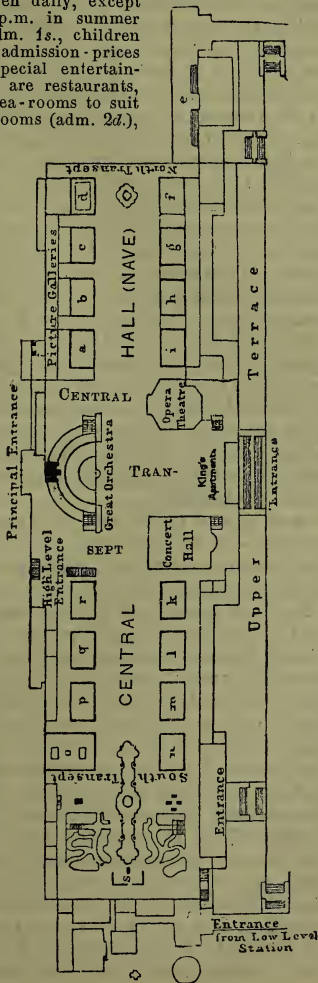 en daily, except
p.m. in summer
lm. 1s., children
admission-prices
pecial entertain-
are restaurants,
ea-rooms to suit
ooms (adm. 2d.),
e
North Transept
d
f
Picture Galleries
c
g
HALL (NAVE)
b
h
a
i
Terrace
Principal Entrance
CENTRAL
Opera
Theatre
Great Orchestra
TRAN-
King's
Apartments
Entrance
High Level
Entrance
SEPT
Concert
Hall
r
k
Upper
q
l
CENTRAL
p
m
n
South
Transept
Entrance
s
Entrance
from Low Level
Station